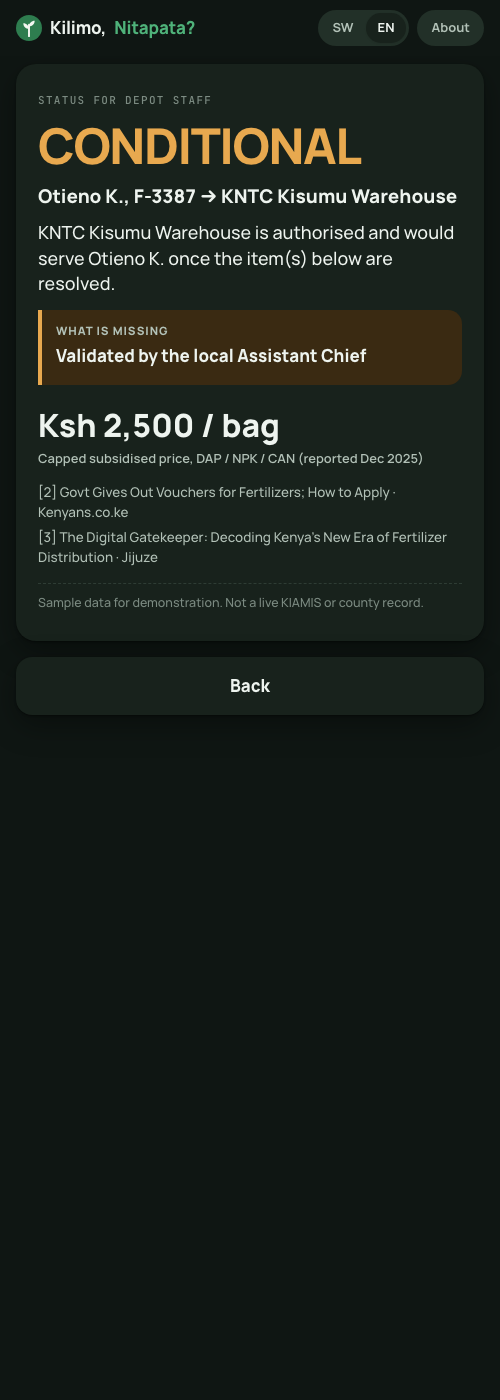 Kilimo, Nitapata?
SW EN About
STATUS FOR DEPOT STAFF
CONDITIONAL
Otieno K., F-3387 → KNTC Kisumu Warehouse
KNTC Kisumu Warehouse is authorised and would
serve Otieno K. once the item(s) below are
resolved.
WHAT IS MISSING
Validated by the local Assistant Chief
Ksh 2,500 / bag
Capped subsidised price, DAP / NPK / CAN (reported Dec 2025)
[2] Govt Gives Out Vouchers for Fertilizers; How to Apply ·
Kenyans.co.ke
[3] The Digital Gatekeeper: Decoding Kenya's New Era of Fertilizer
Distribution · Jijuze
Sample data for demonstration. Not a live KIAMIS or county record.
Back